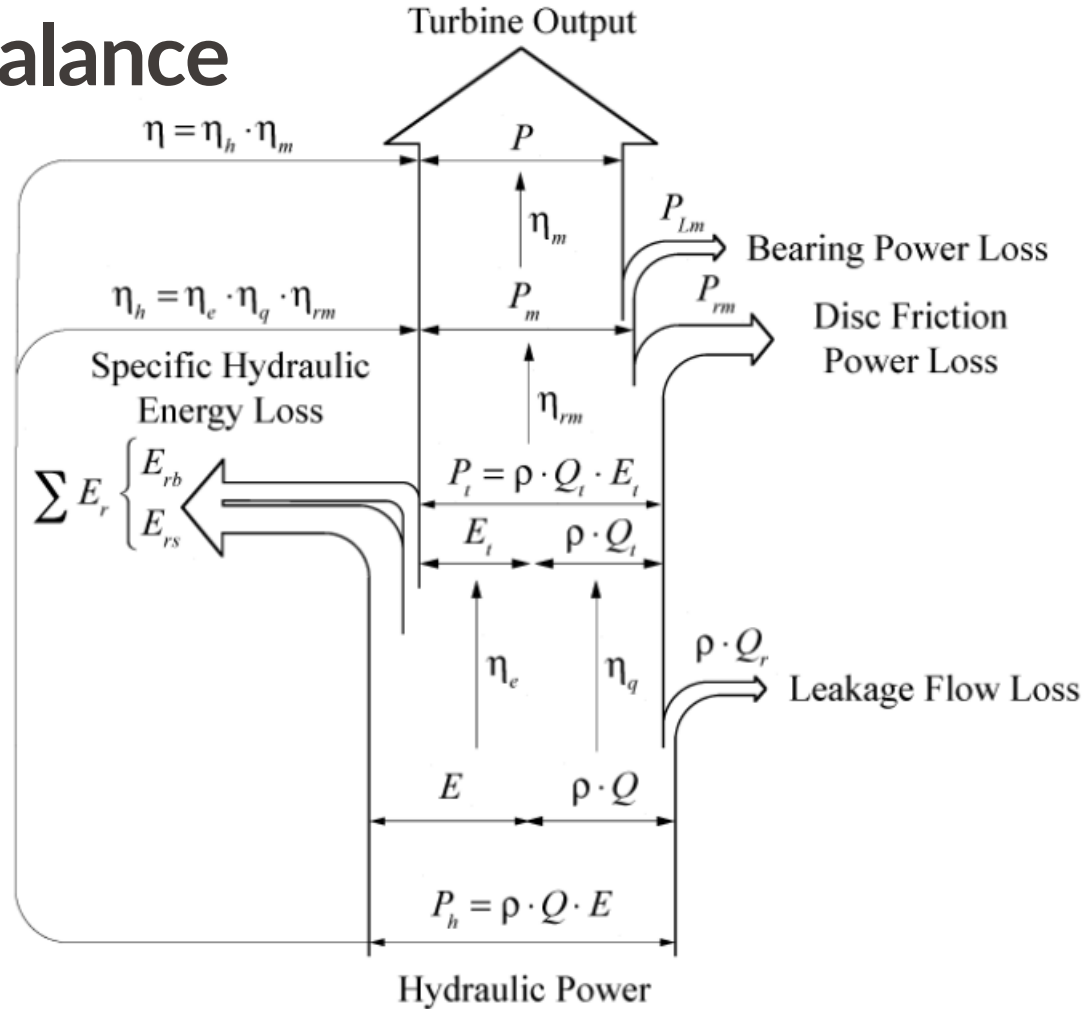 Turbine Output
alance
η = η_h · η_m
P
η_m
P_Lm
Bearing Power Loss
η_h = η_e · η_q · η_rm
P_m
P_rm
Disc Friction
Power Loss
Specific Hydraulic
Energy Loss
η_rm
∑ E_r { E_rb
E_rs
P_t = ρ · Q_t · E_t
E_t
ρ · Q_t
η_e
η_q
ρ · Q_r
Leakage Flow Loss
E
ρ · Q
P_h = ρ · Q · E
Hydraulic Power